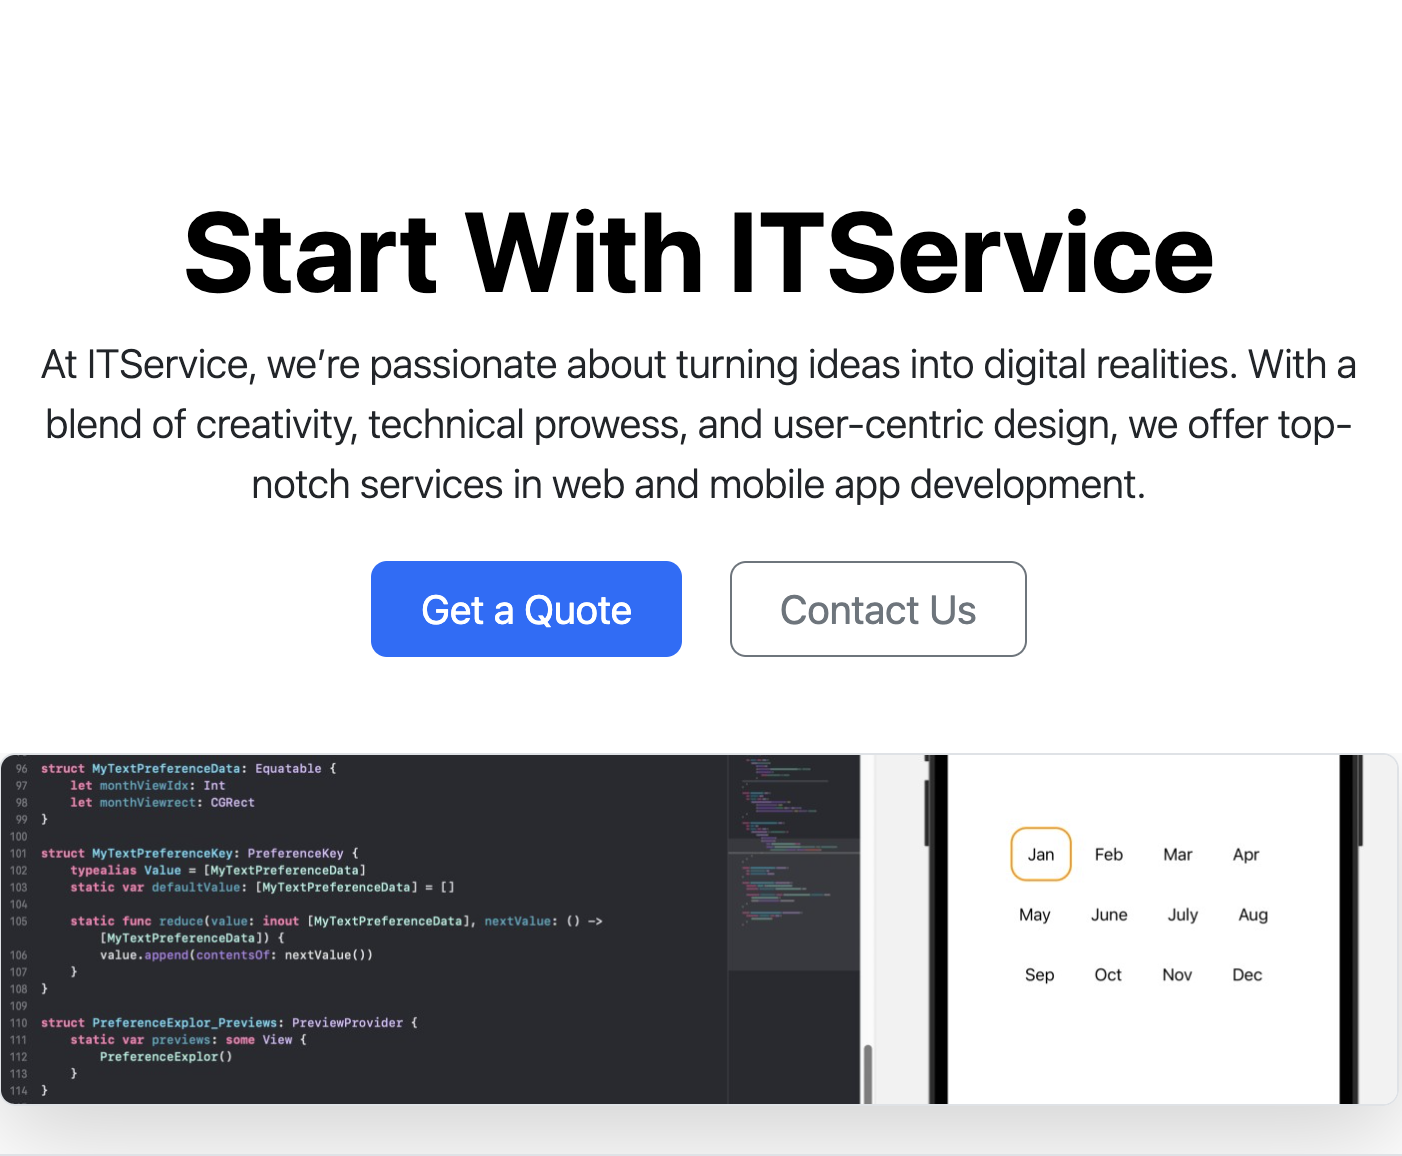 Start With ITService
At ITService, we’re passionate about turning ideas into digital realities. With a
blend of creativity, technical prowess, and user-centric design, we offer top-
notch services in web and mobile app development.
Get a Quote
Contact Us
96 struct MyTextPreferenceData: Equatable {
97 let monthViewIdx: Int
98 let monthViewrect: CGRect
99 }
100
101 struct MyTextPreferenceKey: PreferenceKey {
102 typealias Value = [MyTextPreferenceData]
103 static var defaultValue: [MyTextPreferenceData] = []
104
105 static func reduce(value: inout [MyTextPreferenceData], nextValue: () ->
[MyTextPreferenceData]) {
106 value.append(contentsOf: nextValue())
107 }
108 }
109
110 struct PreferenceExplor_Previews: PreviewProvider {
111 static var previews: some View {
112 PreferenceExplor()
113 }
114 }
Jan Feb Mar Apr
May June July Aug
Sep Oct Nov Dec